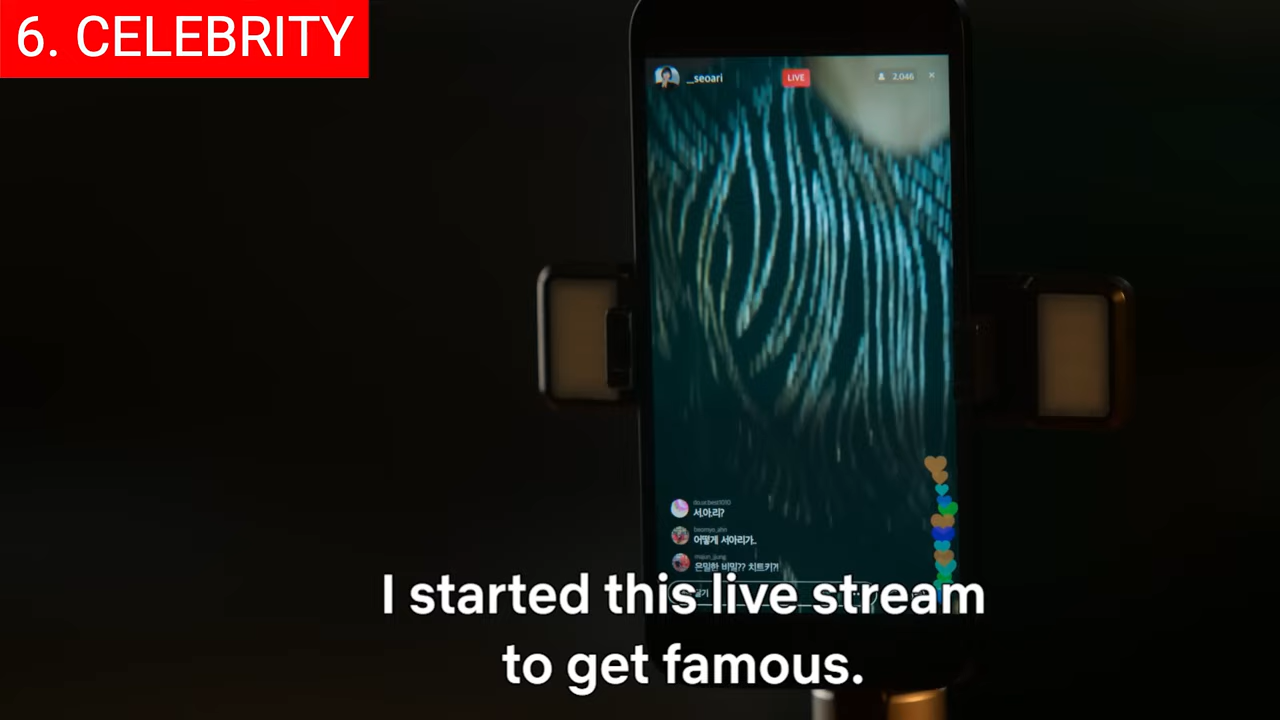 6. CELEBRITY
__seoari
LIVE
2,046
서.아.리?
어떻게 서아리가..
은밀한 비밀?? 치트키?!
I started this live stream
to get famous.